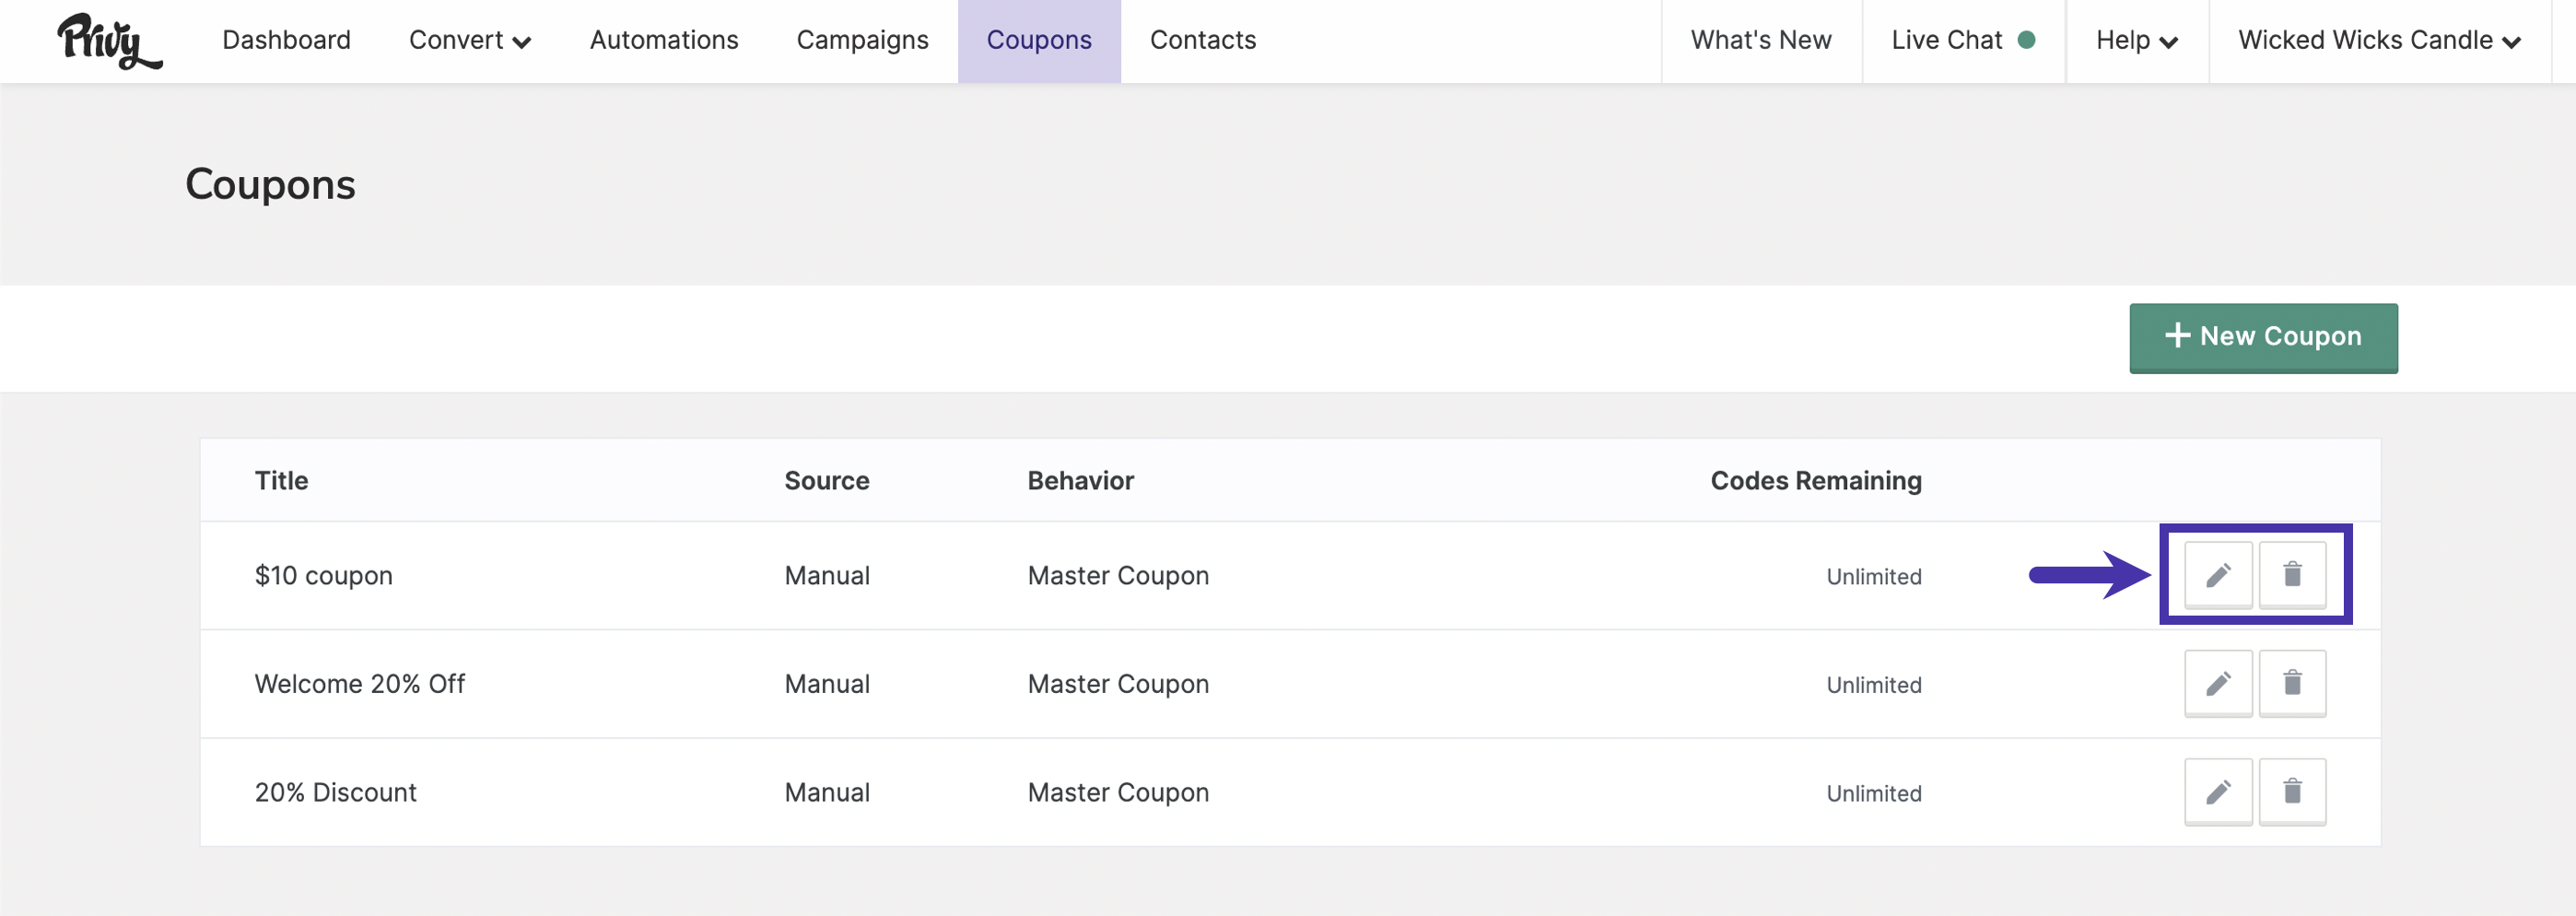 Privy Dashboard Convert Automations Campaigns Coupons Contacts What's New Live Chat Help Wicked Wicks Candle
Coupons
New Coupon
Title Source Behavior Codes Remaining
$10 coupon Manual Master Coupon Unlimited
Welcome 20% Off Manual Master Coupon Unlimited
20% Discount Manual Master Coupon Unlimited